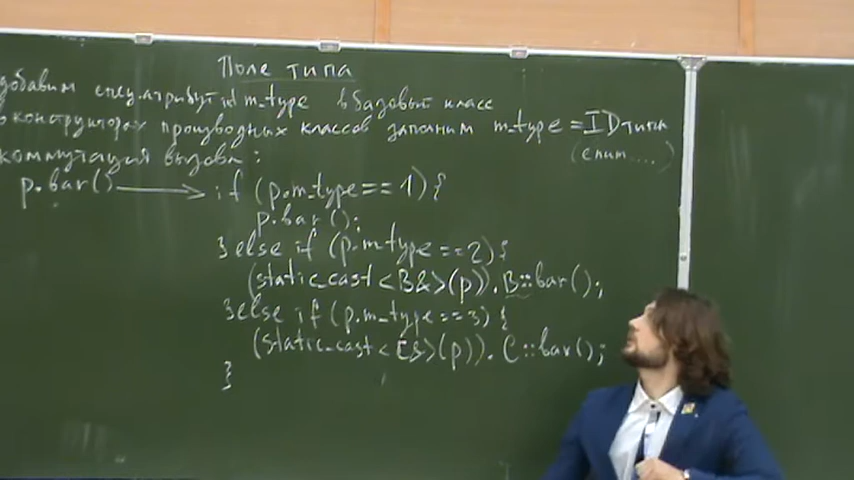 Поле типа
добавим спец.атрибут int m_type в базовый класс
в конструкторах производных классов заполним m_type = ID типа
(enum ....)
коммутация вызова :
p.bar() → if (p.m_type == 1) {
p.bar();
} else if (p.m_type == 2) {
(static_cast <B&>(p)).B::bar();
} else if (p.m_type == 3) {
(static_cast <C&>(p)).C::bar();
}